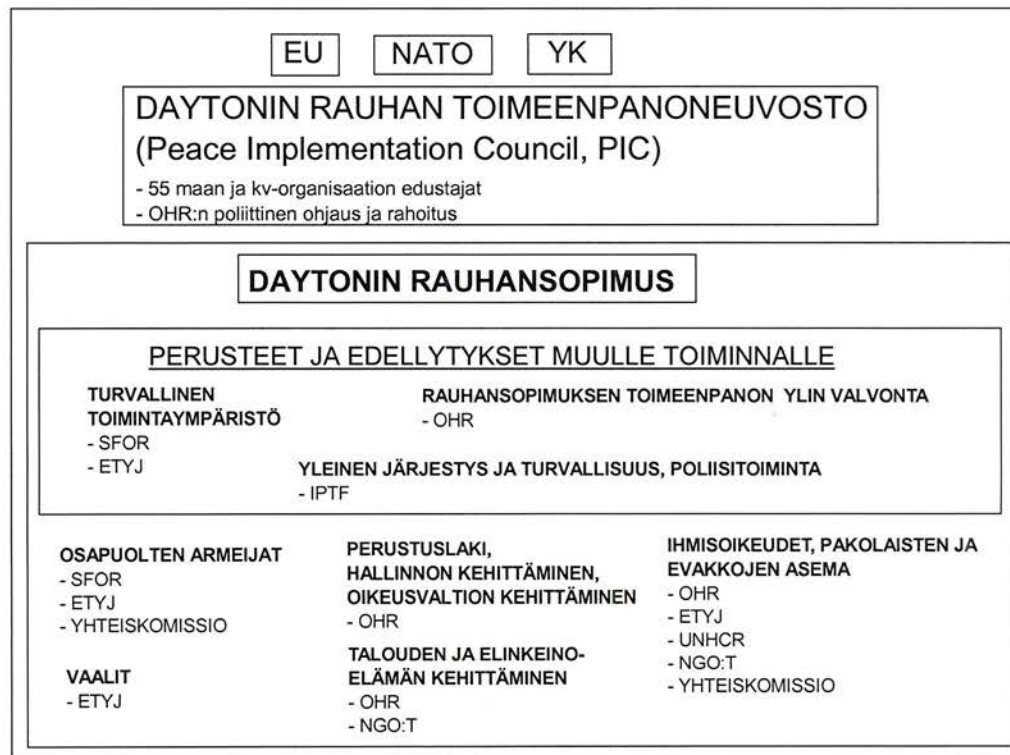 EU NATO YK
DAYTONIN RAUHAN TOIMEENPANONEUVOSTO
(Peace Implementation Council, PIC)
- 55 maan ja kv-organisaation edustajat
- OHR:n poliittinen ohjaus ja rahoitus
DAYTONIN RAUHANSOPIMUS
PERUSTEET JA EDELLYTYKSET MUULLE TOIMINNALLE
TURVALLINEN
TOIMINTAYMPÄRISTÖ
- SFOR
- ETYJ
RAUHANSOPIMUKSEN TOIMEENPANON YLIN VALVONTA
- OHR
YLEINEN JÄRJESTYS JA TURVALLISUUS, POLIISITOIMINTA
- IPTF
OSAPUOLTEN ARMEIJAT
- SFOR
- ETYJ
- YHTEISKOMISSIO
VAALIT
- ETYJ
PERUSTUSLAKI,
HALLINNON KEHITTÄMINEN,
OIKEUSVALTION KEHITTÄMINEN
- OHR
TALOUDEN JA ELINKEINO-
ELÄMÄN KEHITTÄMINEN
- OHR
- NGO:T
IHMISOIKEUDET, PAKOLAISTEN JA
EVAKKOJEN ASEMA
- OHR
- ETYJ
- UNHCR
- NGO:T
- YHTEISKOMISSIO